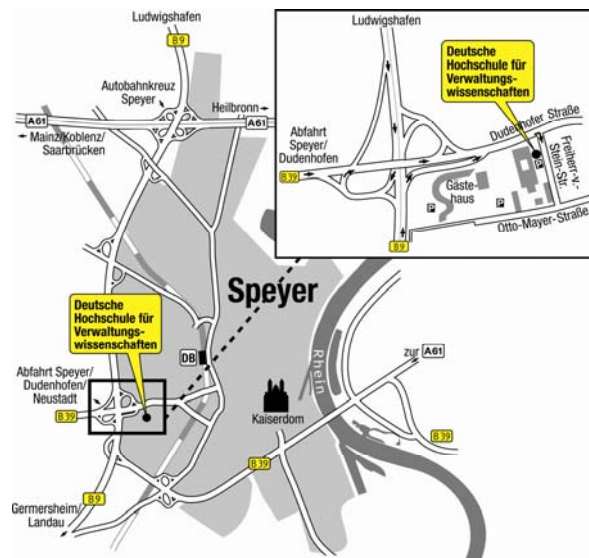 Ludwigshafen
B9
Autobahnkreuz
Speyer
Heilbronn
A61
A61
Mainz/Koblenz/
Saarbrücken
Speyer
Deutsche
Hochschule für
Verwaltungs-
wissenschaften
DB
Abfahrt Speyer/
Dudenhofen/
Neustadt
B39
Kaiserdom
Rhein
zur A61
B39
B39
B9
Germersheim/
Landau
Ludwigshafen
Deutsche
Hochschule für
Verwaltungs-
wissenschaften
Abfahrt
Speyer/
Dudenhofen
B39
Dudenhofer Straße
Freiherr-v.-
Stein-Str.
Gäste-
haus
P
P
Otto-Mayer-Straße
B9